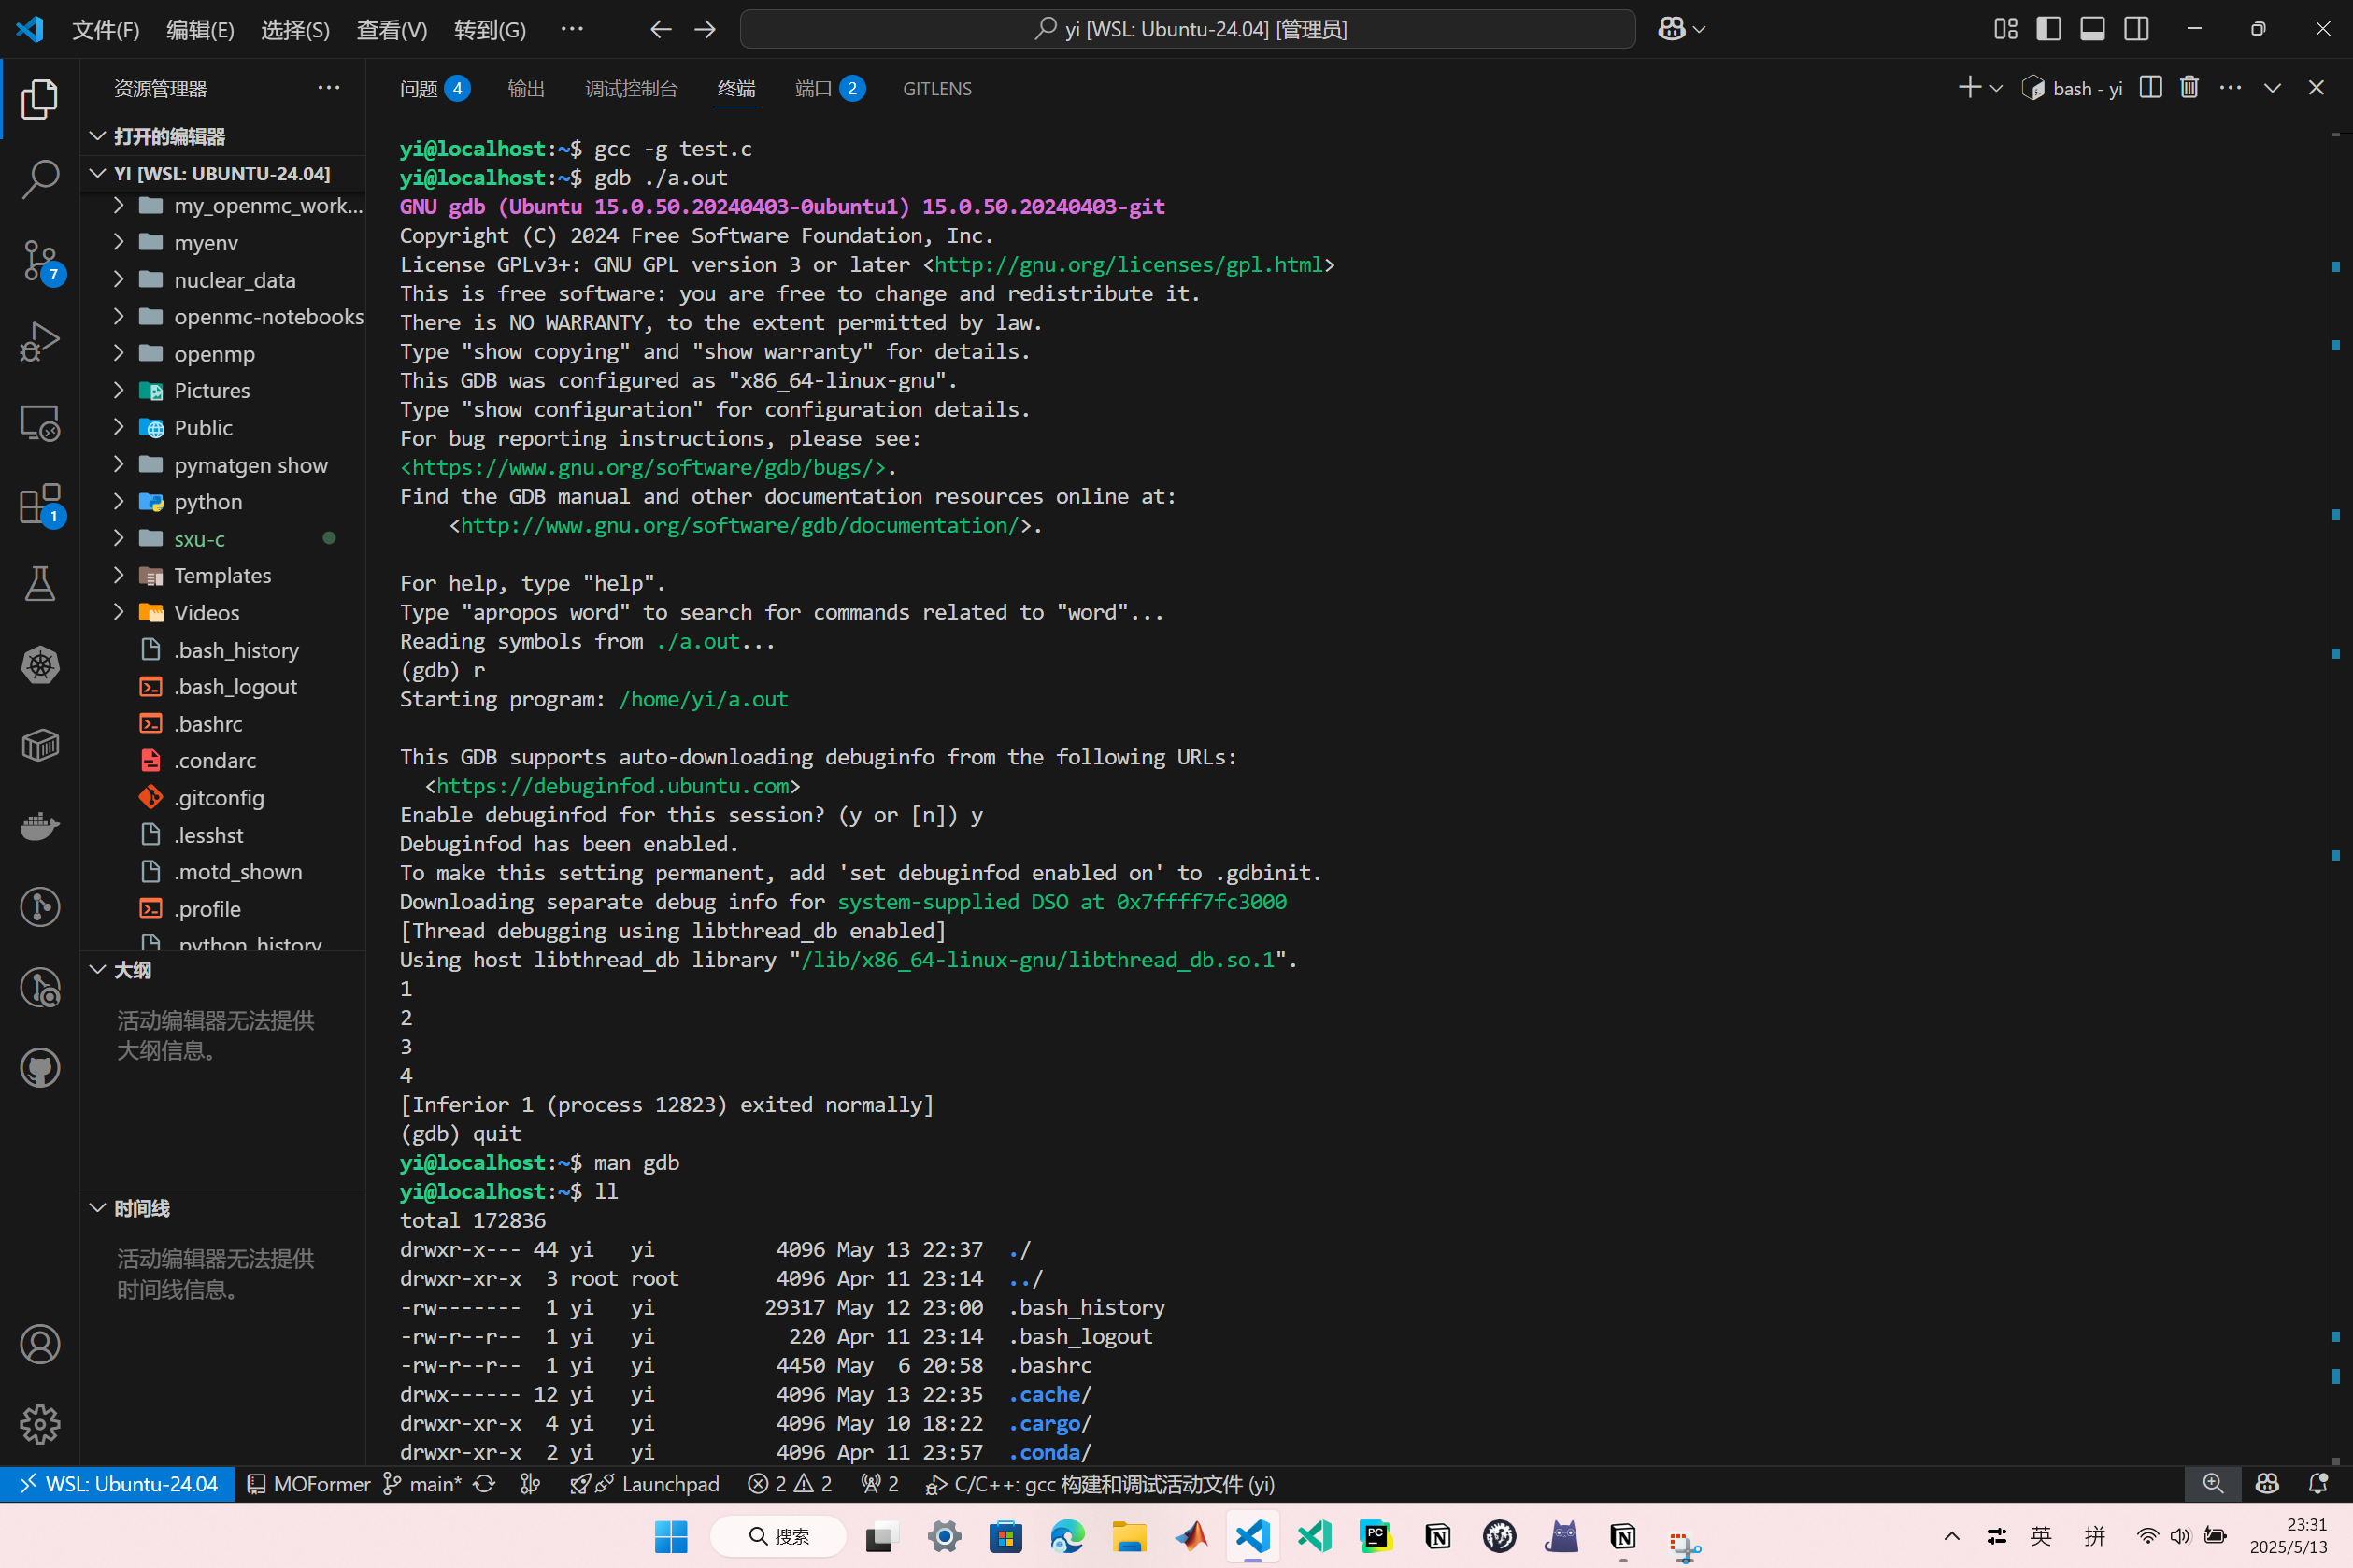 文件(F) 编辑(E) 选择(S) 查看(V) 转到(G) ··· yi [WSL: Ubuntu-24.04] [管理员]
资源管理器 ···
打开的编辑器
YI [WSL: UBUNTU-24.04]
my_openmc_work...
myenv
nuclear_data
openmc-notebooks
openmp
Pictures
Public
pymatgen show
python
sxu-c
Templates
Videos
.bash_history
.bash_logout
.bashrc
.condarc
.gitconfig
.lesshst
.motd_shown
.profile
.python_history
大纲
活动编辑器无法提供
大纲信息。
时间线
活动编辑器无法提供
时间线信息。
7
1
问题 4 输出 调试控制台 终端 端口 2 GITLENS bash - yi ···
yi@localhost:~$ gcc -g test.c
yi@localhost:~$ gdb ./a.out
GNU gdb (Ubuntu 15.0.50.20240403-0ubuntu1) 15.0.50.20240403-git
Copyright (C) 2024 Free Software Foundation, Inc.
License GPLv3+: GNU GPL version 3 or later <http://gnu.org/licenses/gpl.html>
This is free software: you are free to change and redistribute it.
There is NO WARRANTY, to the extent permitted by law.
Type "show copying" and "show warranty" for details.
This GDB was configured as "x86_64-linux-gnu".
Type "show configuration" for configuration details.
For bug reporting instructions, please see:
<https://www.gnu.org/software/gdb/bugs/>.
Find the GDB manual and other documentation resources online at:
    <http://www.gnu.org/software/gdb/documentation/>.
For help, type "help".
Type "apropos word" to search for commands related to "word"...
Reading symbols from ./a.out...
(gdb) r
Starting program: /home/yi/a.out
This GDB supports auto-downloading debuginfo from the following URLs:
  <https://debuginfod.ubuntu.com>
Enable debuginfod for this session? (y or [n]) y
Debuginfod has been enabled.
To make this setting permanent, add 'set debuginfod enabled on' to .gdbinit.
Downloading separate debug info for system-supplied DSO at 0x7ffff7fc3000
[Thread debugging using libthread_db enabled]
Using host libthread_db library "/lib/x86_64-linux-gnu/libthread_db.so.1".
1
2
3
4
[Inferior 1 (process 12823) exited normally]
(gdb) quit
yi@localhost:~$ man gdb
yi@localhost:~$ ll
total 172836
drwxr-x--- 44 yi   yi          4096 May 13 22:37  ./
drwxr-xr-x  3 root root        4096 Apr 11 23:14  ../
-rw-------  1 yi   yi         29317 May 12 23:00  .bash_history
-rw-r--r--  1 yi   yi           220 Apr 11 23:14  .bash_logout
-rw-r--r--  1 yi   yi          4450 May  6 20:58  .bashrc
drwx------ 12 yi   yi          4096 May 13 22:35  .cache/
drwxr-xr-x  4 yi   yi          4096 May 10 18:22  .cargo/
drwxr-xr-x  2 yi   yi          4096 Apr 11 23:57  .conda/
WSL: Ubuntu-24.04 MOFormer main* Launchpad 2 2 2 C/C++: gcc 构建和调试活动文件 (yi)
搜索 PC 英 拼 23:31
2025/5/13